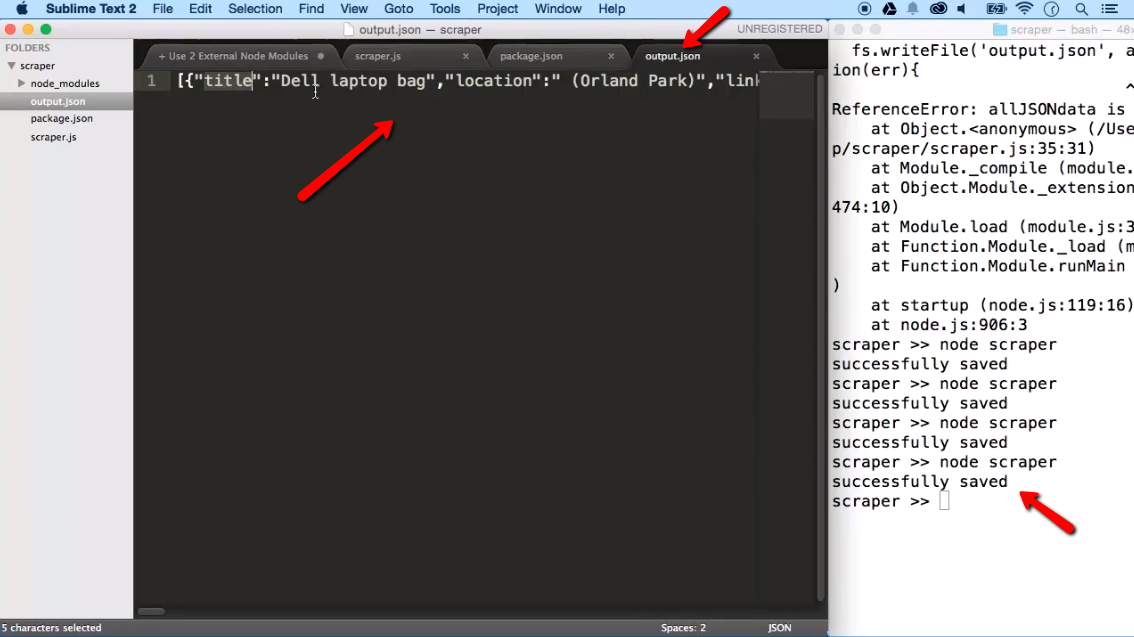 Sublime Text 2 File Edit Selection Find View Goto Tools Project Window Help
output.json — scraper UNREGISTERED
scraper — bash — 48×
FOLDERS
scraper
node_modules
output.json
package.json
scraper.js
+ Use 2 External Node Modules scraper.js × package.json × output.json ×
1 [{"title":"Dell laptop bag","location":" (Orland Park)","link
5 characters selected Spaces: 2 JSON
fs.writeFile('output.json', a
ion(err){
^
ReferenceError: allJSONdata is
at Object.<anonymous> (/Use
p/scraper/scraper.js:35:31)
at Module._compile (module.
at Object.Module._extension
474:10)
at Module.load (module.js:3
at Function.Module._load (m
at Function.Module.runMain
)
at startup (node.js:119:16)
at node.js:906:3
scraper >> node scraper
successfully saved
scraper >> node scraper
successfully saved
scraper >> node scraper
successfully saved
scraper >> node scraper
successfully saved
scraper >>